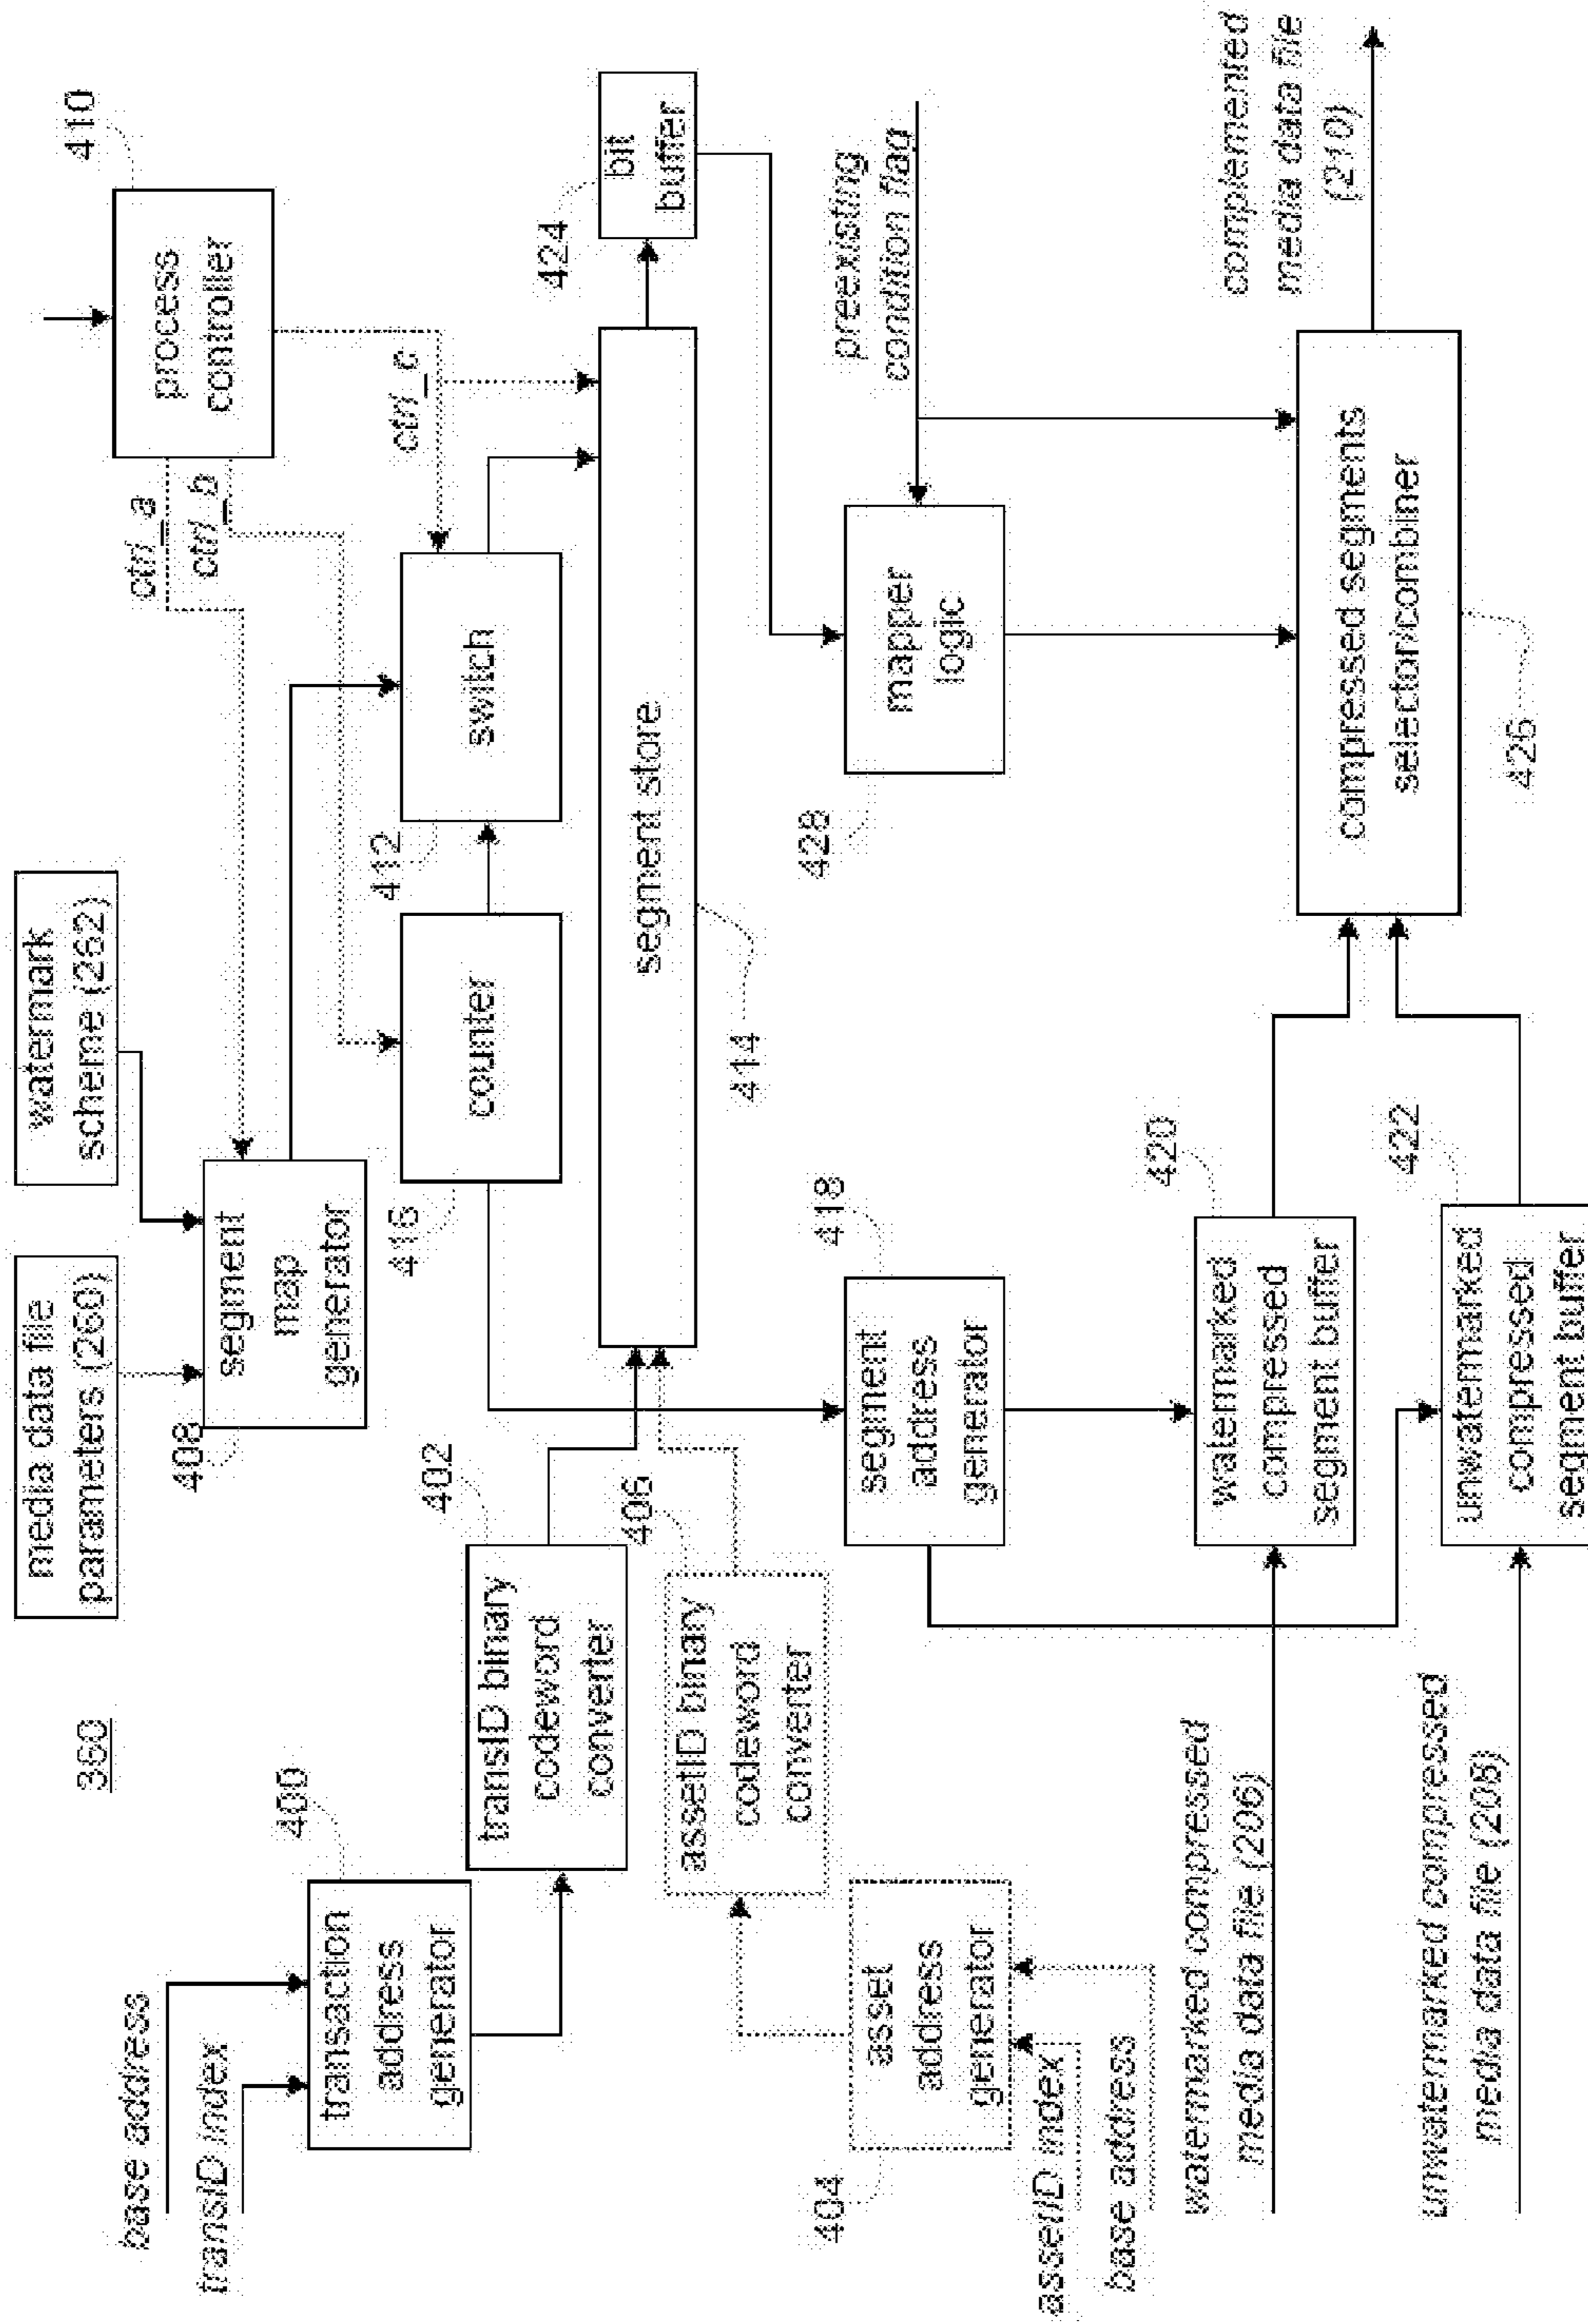 380
base address
transID index
transaction
address
generator
400
transID binary
codeword
converter
402
assetID binary
codeword
converter
406
asset
address
generator
404
assetID index
base address
media data file
parameters (260)
watermark
scheme (262)
segment
map
generator
408
process
controller
410
ctrl_a
ctrl_b
ctrl_c
counter
416
switch
412
segment store
414
bit
buffer
424
segment
address
generator
418
mapper
logic
428
preexisting
condition flag
watermarked compressed
media data file (206)
watermarked
compressed
segment buffer
420
unwatermarked compressed
media data file (208)
unwatermarked
compressed
segment buffer
422
compressed segments
selector/combiner
426
complemented
media data file
(210)